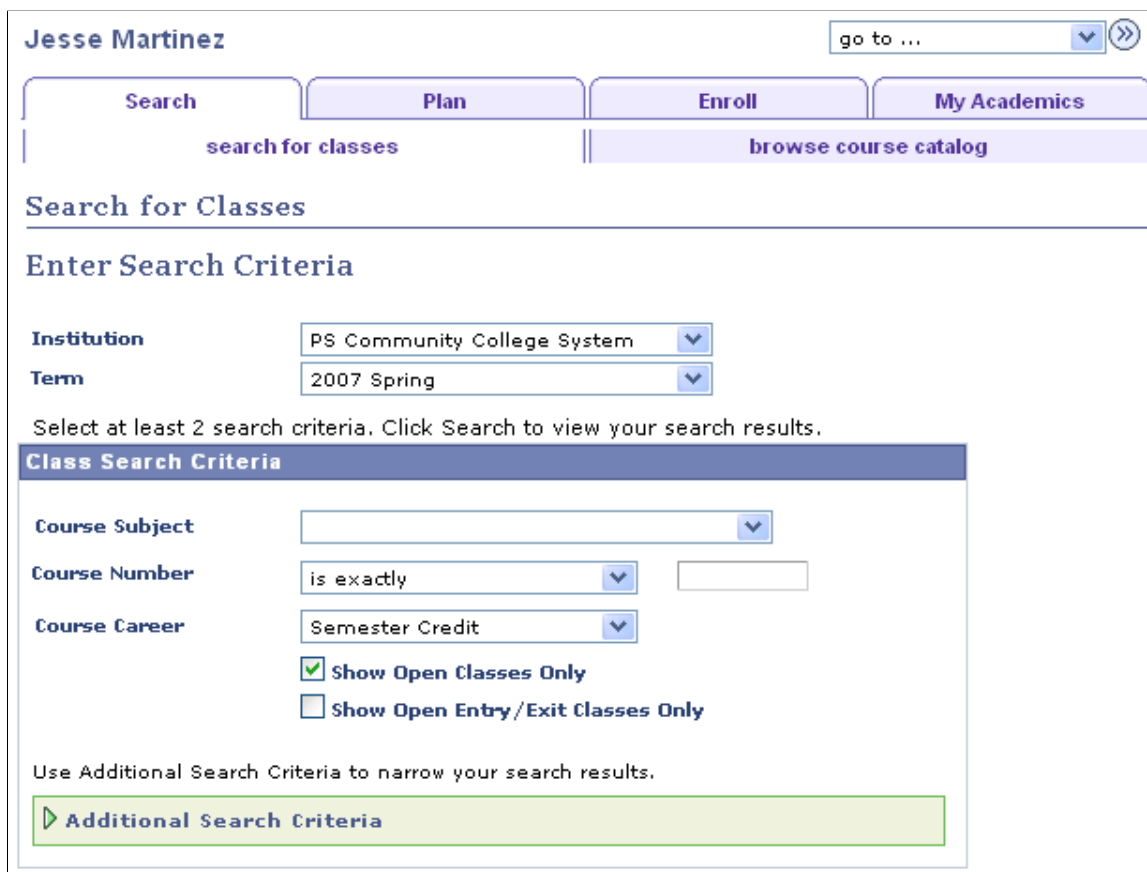 Jesse Martinez
go to ...
Search Plan Enroll My Academics
search for classes browse course catalog
Search for Classes
Enter Search Criteria
Institution PS Community College System
Term 2007 Spring
Select at least 2 search criteria. Click Search to view your search results.
Class Search Criteria
Course Subject
Course Number is exactly
Course Career Semester Credit
Show Open Classes Only
Show Open Entry/Exit Classes Only
Use Additional Search Criteria to narrow your search results.
Additional Search Criteria